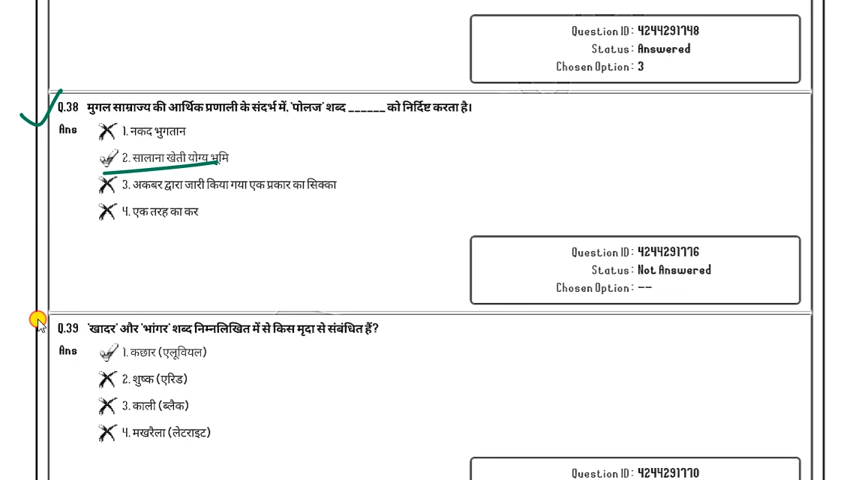 Question ID : 4244291748
Status : Answered
Chosen Option : 3
Q.38 मुगल साम्राज्य की आर्थिक प्रणाली के संदर्भ में, 'पोलज' शब्द ______ को निर्दिष्ट करता है।
Ans 1. नकद भुगतान
2. सालाना खेती योग्य भूमि
3. अकबर द्वारा जारी किया गया एक प्रकार का सिक्का
4. एक तरह का कर
Question ID : 4244291776
Status : Not Answered
Chosen Option : --
Q.39 'खादर' और 'भांगर' शब्द निम्नलिखित में से किस मृदा से संबंधित हैं?
Ans 1. कछार (एलूवियल)
2. शुष्क (एरिड)
3. काली (ब्लैक)
4. मखरैला (लेटराइट)
Question ID : 4244291770